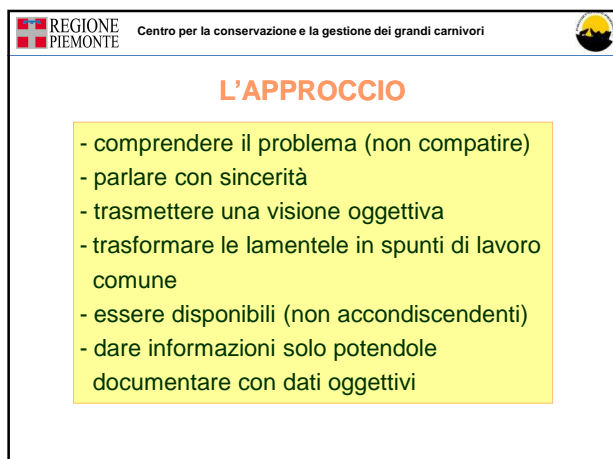 REGIONE
PIEMONTE
Centro per la conservazione e la gestione dei grandi carnivori
L'APPROCCIO
- comprendere il problema (non compatire)
- parlare con sincerità
- trasmettere una visione oggettiva
- trasformare le lamentele in spunti di lavoro
comune
- essere disponibili (non accondiscendenti)
- dare informazioni solo potendole
documentare con dati oggettivi